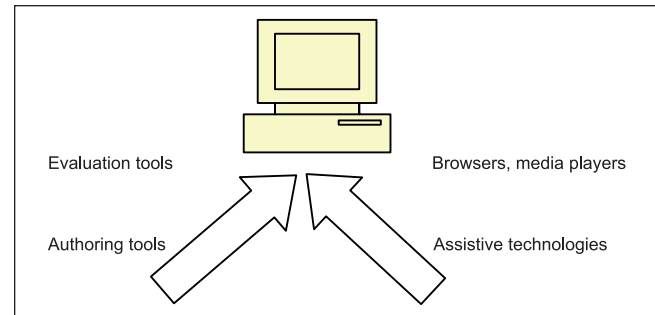 Evaluation tools
Browsers, media players
Authoring tools
Assistive technologies